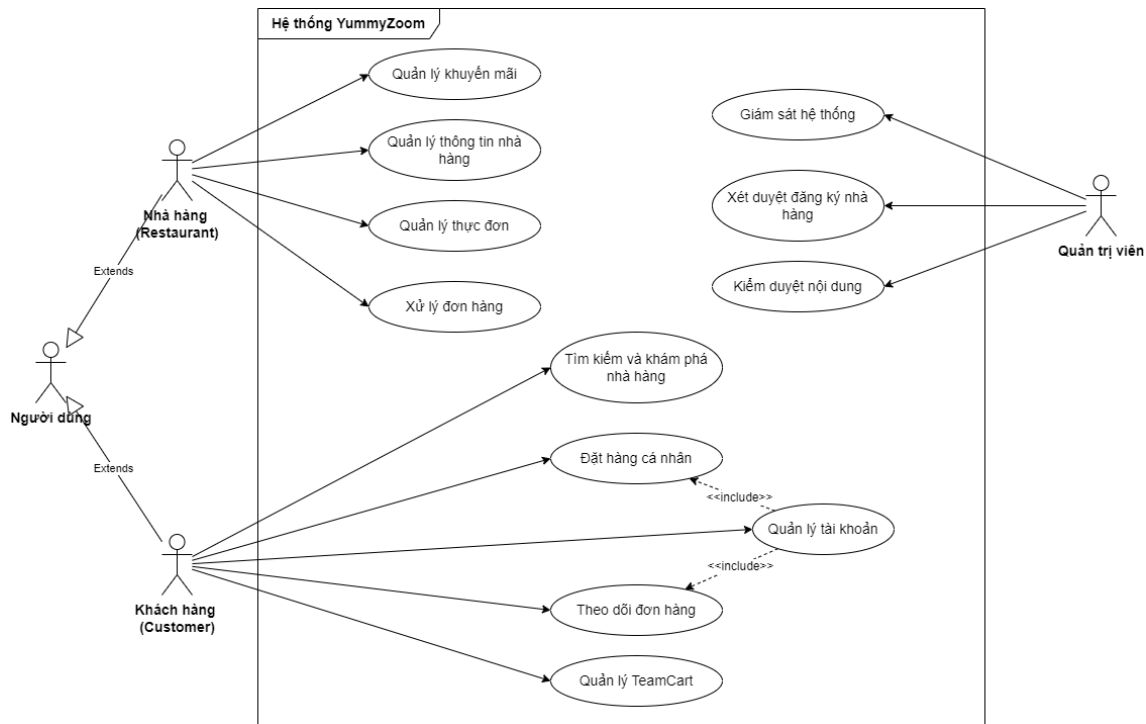 Hệ thống YummyZoom
Quản lý khuyến mãi
Giám sát hệ thống
Quản lý thông tin nhà
hàng
Xét duyệt đăng ký nhà
hàng
Nhà hàng
(Restaurant)
Quản lý thực đơn
Quản trị viên
Extends
Kiểm duyệt nội dung
Xử lý đơn hàng
Tìm kiếm và khám phá
nhà hàng
Người dùng
Extends
Đặt hàng cá nhân
<<include>>
Quản lý tài khoản
<<include>>
Khách hàng
(Customer)
Theo dõi đơn hàng
Quản lý TeamCart